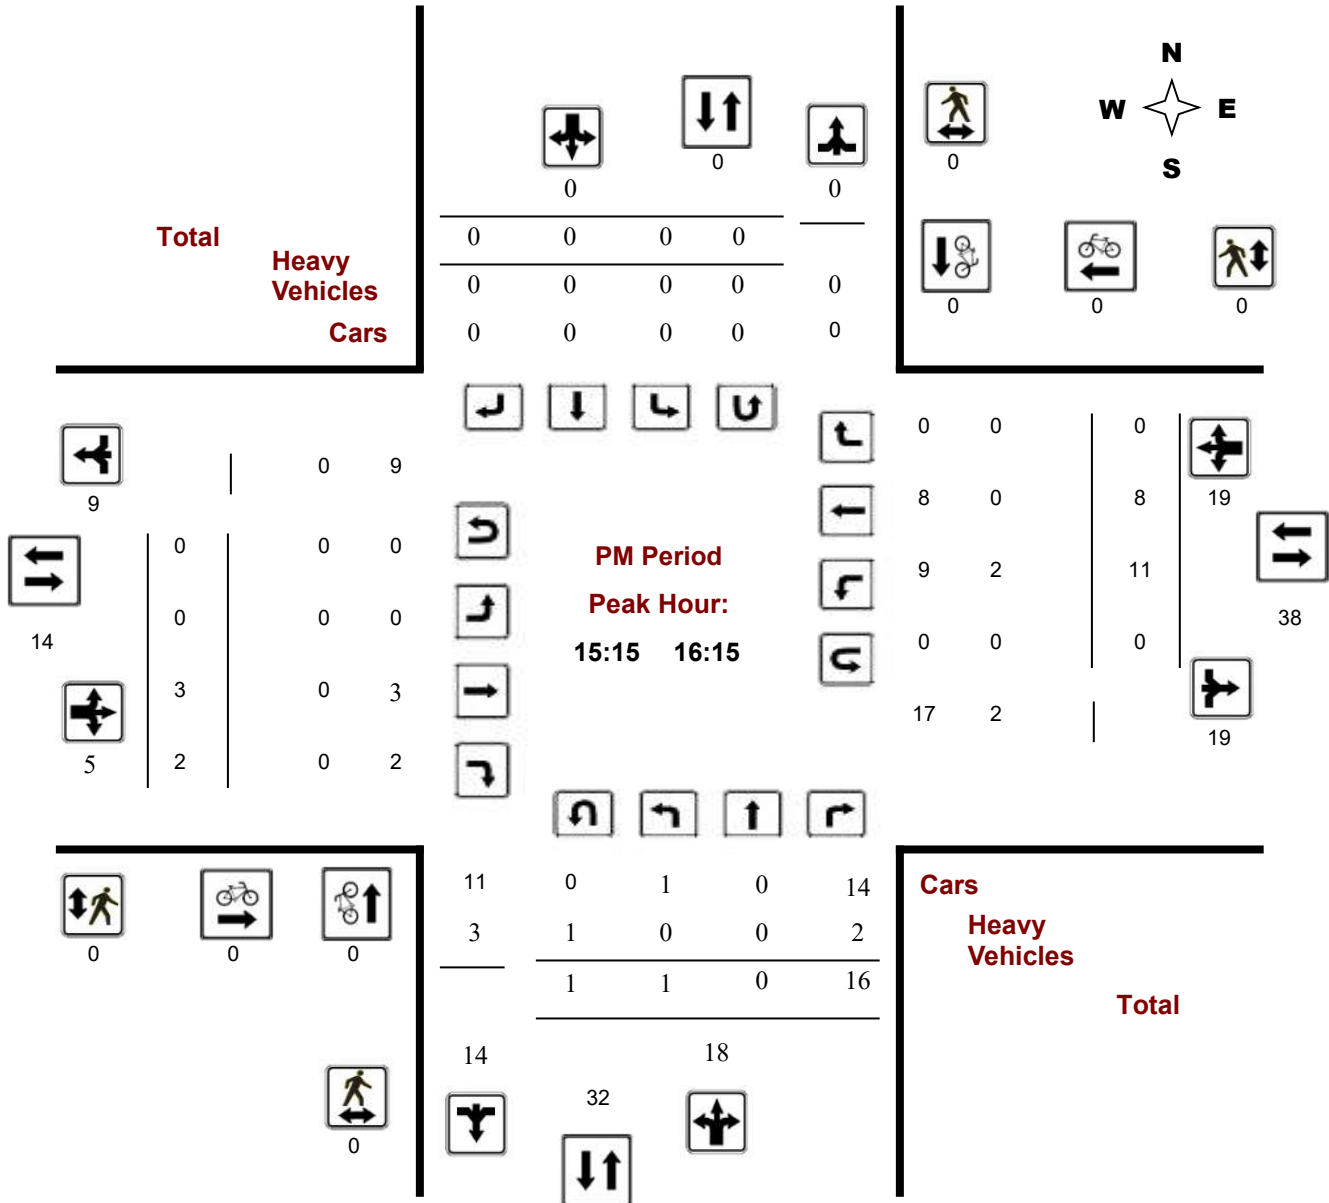 N
W E
S
0
0
0 0
0
Total
0 0 0 0
Heavy
Vehicles
0 0 0 0 0
Cars
0 0 0 0 0
0 0 0
0 0 0
0 9
9
8 0 8 19
0 0 0
PM Period
9 2 11
Peak Hour:
0 0 0
38
14
15:15 16:15
0 0 0
3 0 3
17 2
19
5 2 0 2
11 0 1 0 14
Cars
3 1 0 0 2
Heavy
Vehicles
0 0 0
1 1 0 16
Total
14 18
32
0